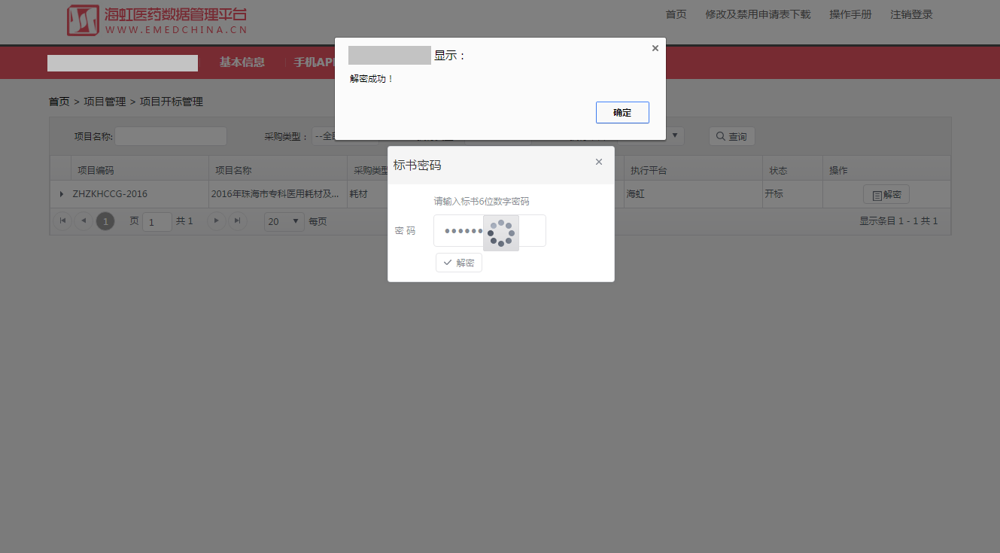 海虹医药数据管理平台
WWW.EMEDCHINA.CN
首页 修改及禁用申请表下载 操作手册 注销登录
显示：
解密成功！
确定
基本信息 手机AP
首页 > 项目管理 > 项目开标管理
项目名称: 采购类型： --全 查询
标书密码
项目编码 项目名称 采购类型 执行平台 状态 操作
ZHZKHCCG-2016 2016年珠海市专科医用耗材及... 耗材 海虹 开标 解密
请输入标书6位数字密码
密 码
解密
1 页 1 共 1 20 每页 显示条目 1 - 1 共 1